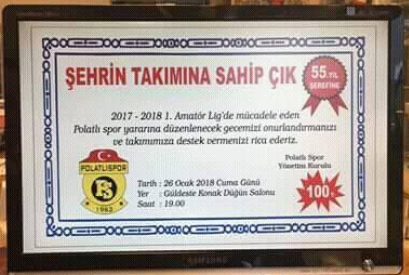 ŞEHRİN TAKIMINA SAHİP ÇIK
55.YIL
ŞEREFİNE
2017 - 2018 1. Amatör Lig'de mücadele eden
Polatlı spor yararına düzenlenecek gecemizi onurlandırmanızı
ve takımımıza destek vermenizi rica ederiz.
Polatlı Spor
Yönetim Kurulu
POLATLISPOR
PS
1963
Tarih : 26 Ocak 2018 Cuma Günü
Yer : Güldeste Konak Düğün Salonu
Saat : 19.00
100
SAMSUNG